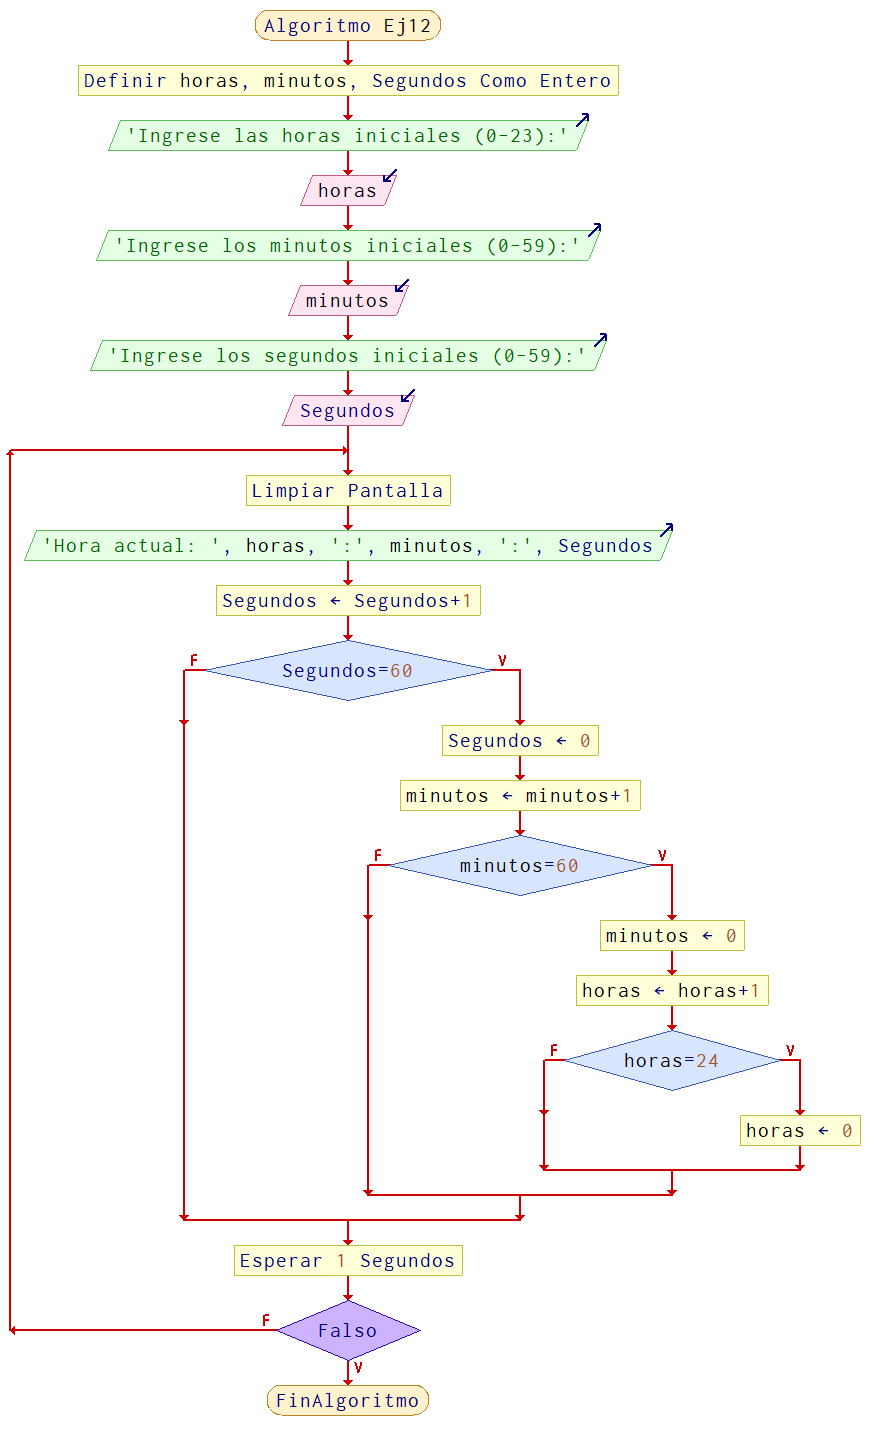 Algoritmo Ej12
Definir horas, minutos, Segundos Como Entero
'Ingrese las horas iniciales (0-23):'
horas
'Ingrese los minutos iniciales (0-59):'
minutos
'Ingrese los segundos iniciales (0-59):'
Segundos
Limpiar Pantalla
'Hora actual: ', horas, ':', minutos, ':', Segundos
Segundos ← Segundos+1
F
V
Segundos=60
Segundos ← 0
minutos ← minutos+1
F
V
minutos=60
minutos ← 0
horas ← horas+1
F
V
horas=24
horas ← 0
Esperar 1 Segundos
F
Falso
V
FinAlgoritmo